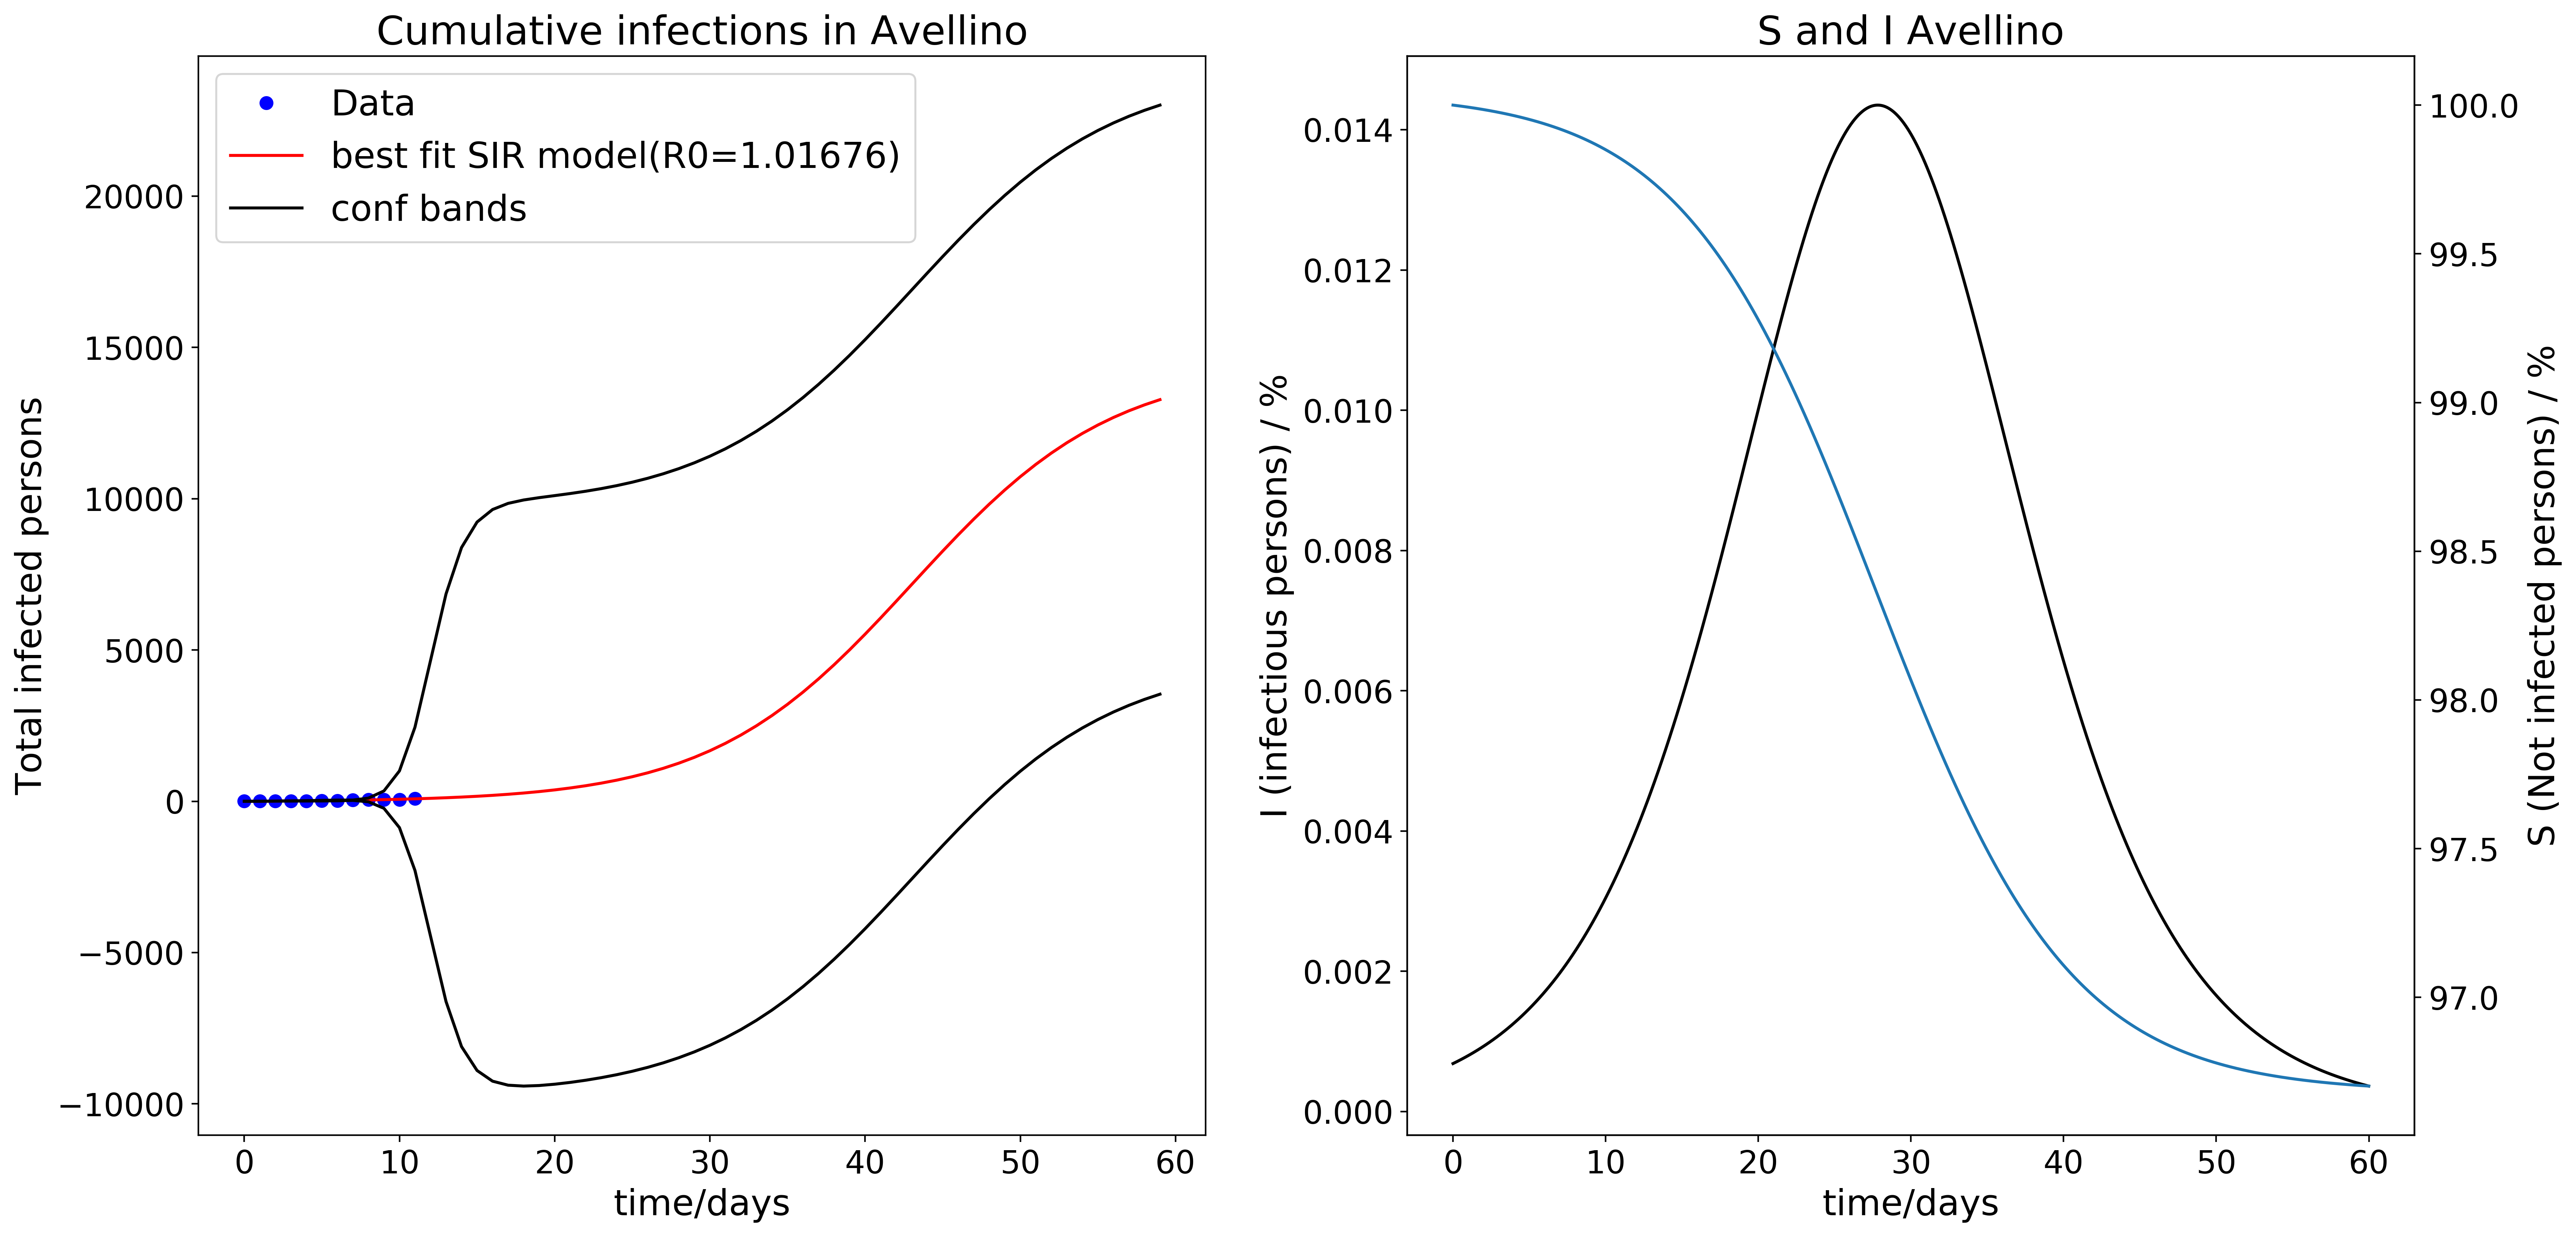 Cumulative infections in Avellino
Data
best fit SIR model(R0=1.01676)
conf bands
Total infected persons
20000
15000
10000
5000
0
−5000
−10000
0 10 20 30 40 50 60
time/days
S and I Avellino
I (infectious persons) / %
0.014
0.012
0.010
0.008
0.006
0.004
0.002
0.000
0 10 20 30 40 50 60
time/days
100.0
99.5
99.0
98.5
98.0
97.5
97.0
S (Not infected persons) / %